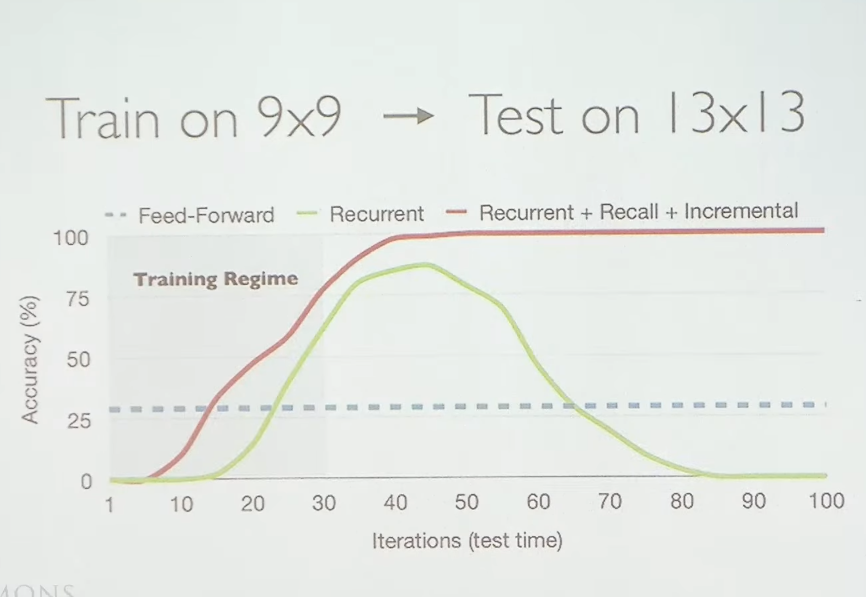 Train on 9x9 → Test on 13x13
Feed-Forward Recurrent Recurrent + Recall + Incremental
100
Training Regime
75
50
25
0
Accuracy (%)
1 10 20 30 40 50 60 70 80 90 100
Iterations (test time)
MONS